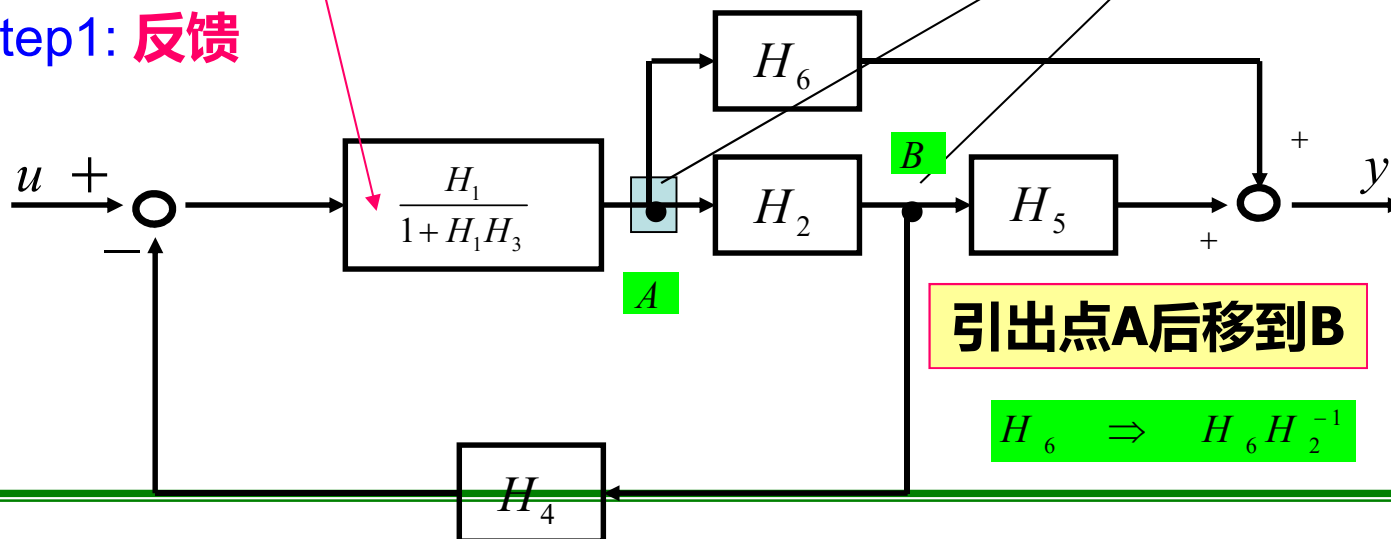 tep1: 反馈
H₆
+
u +
H₁
1+H₁H₃
H₂
B
H₅
y
+
—
A
引出点A后移到B
H₆ ⇒ H₆H₂⁻¹
H₄